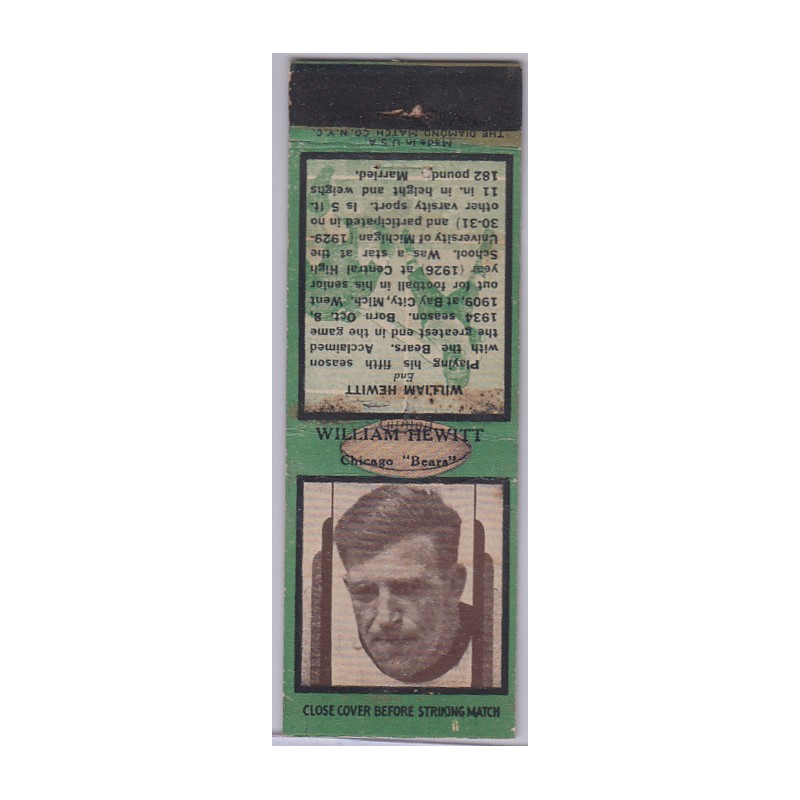 WILLIAM HEWITT
Chicago "Bears"
CLOSE COVER BEFORE STRIKING MATCH
WILLIAM HEWITT
End
Playing his fifth season
with the Bears. Acclaimed
the greatest end in the game
1934 season. Born Oct. 8,
1909, at Bay City, Mich. Went
out for football in his senior
year (1926) at Central High
School. Was a star at the
University of Michigan (1929-
30-31) and participated in no
other varsity sport. Is 5 ft.
11 in. in height and weighs
182 pound. Married.
Made in U.S.A.
THE DIAMOND MATCH CO. N.Y.C.